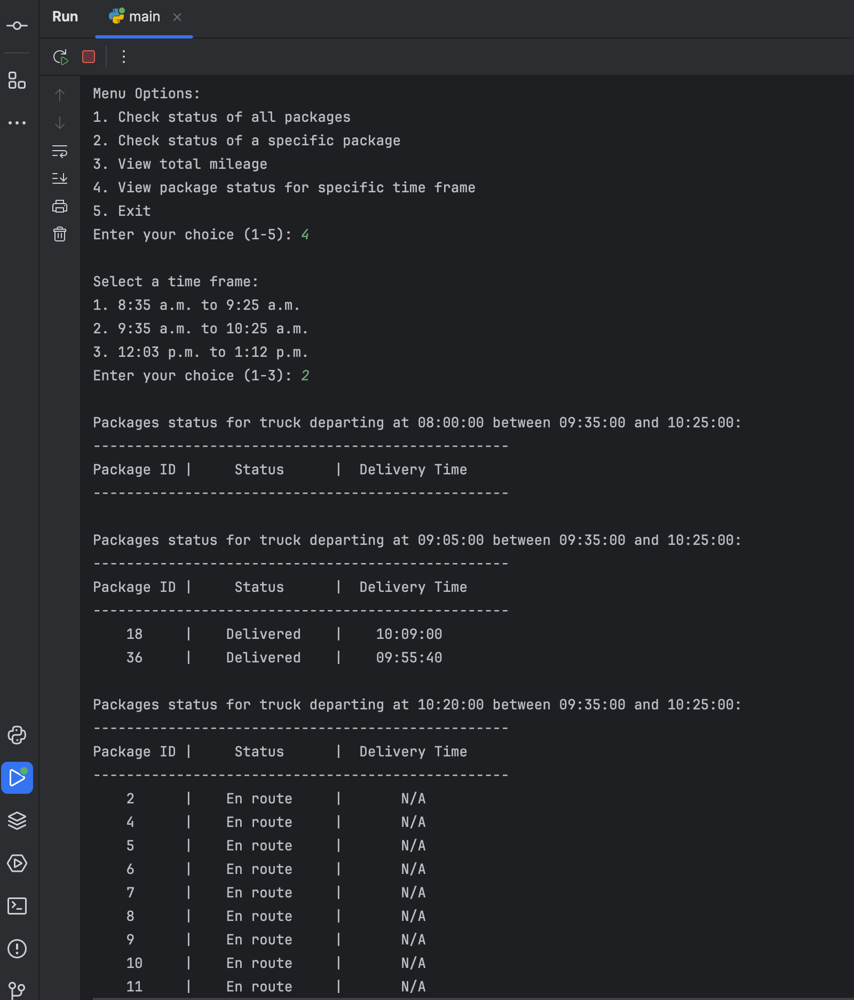 Run main
Menu Options:
1. Check status of all packages
2. Check status of a specific package
3. View total mileage
4. View package status for specific time frame
5. Exit
Enter your choice (1-5): 4
Select a time frame:
1. 8:35 a.m. to 9:25 a.m.
2. 9:35 a.m. to 10:25 a.m.
3. 12:03 p.m. to 1:12 p.m.
Enter your choice (1-3): 2
Packages status for truck departing at 08:00:00 between 09:35:00 and 10:25:00:
--------------------------------------------------
Package ID | Status | Delivery Time
--------------------------------------------------
Packages status for truck departing at 09:05:00 between 09:35:00 and 10:25:00:
--------------------------------------------------
Package ID | Status | Delivery Time
--------------------------------------------------
18 | Delivered | 10:09:00
36 | Delivered | 09:55:40
Packages status for truck departing at 10:20:00 between 09:35:00 and 10:25:00:
--------------------------------------------------
Package ID | Status | Delivery Time
--------------------------------------------------
2 | En route | N/A
4 | En route | N/A
5 | En route | N/A
6 | En route | N/A
7 | En route | N/A
8 | En route | N/A
9 | En route | N/A
10 | En route | N/A
11 | En route | N/A